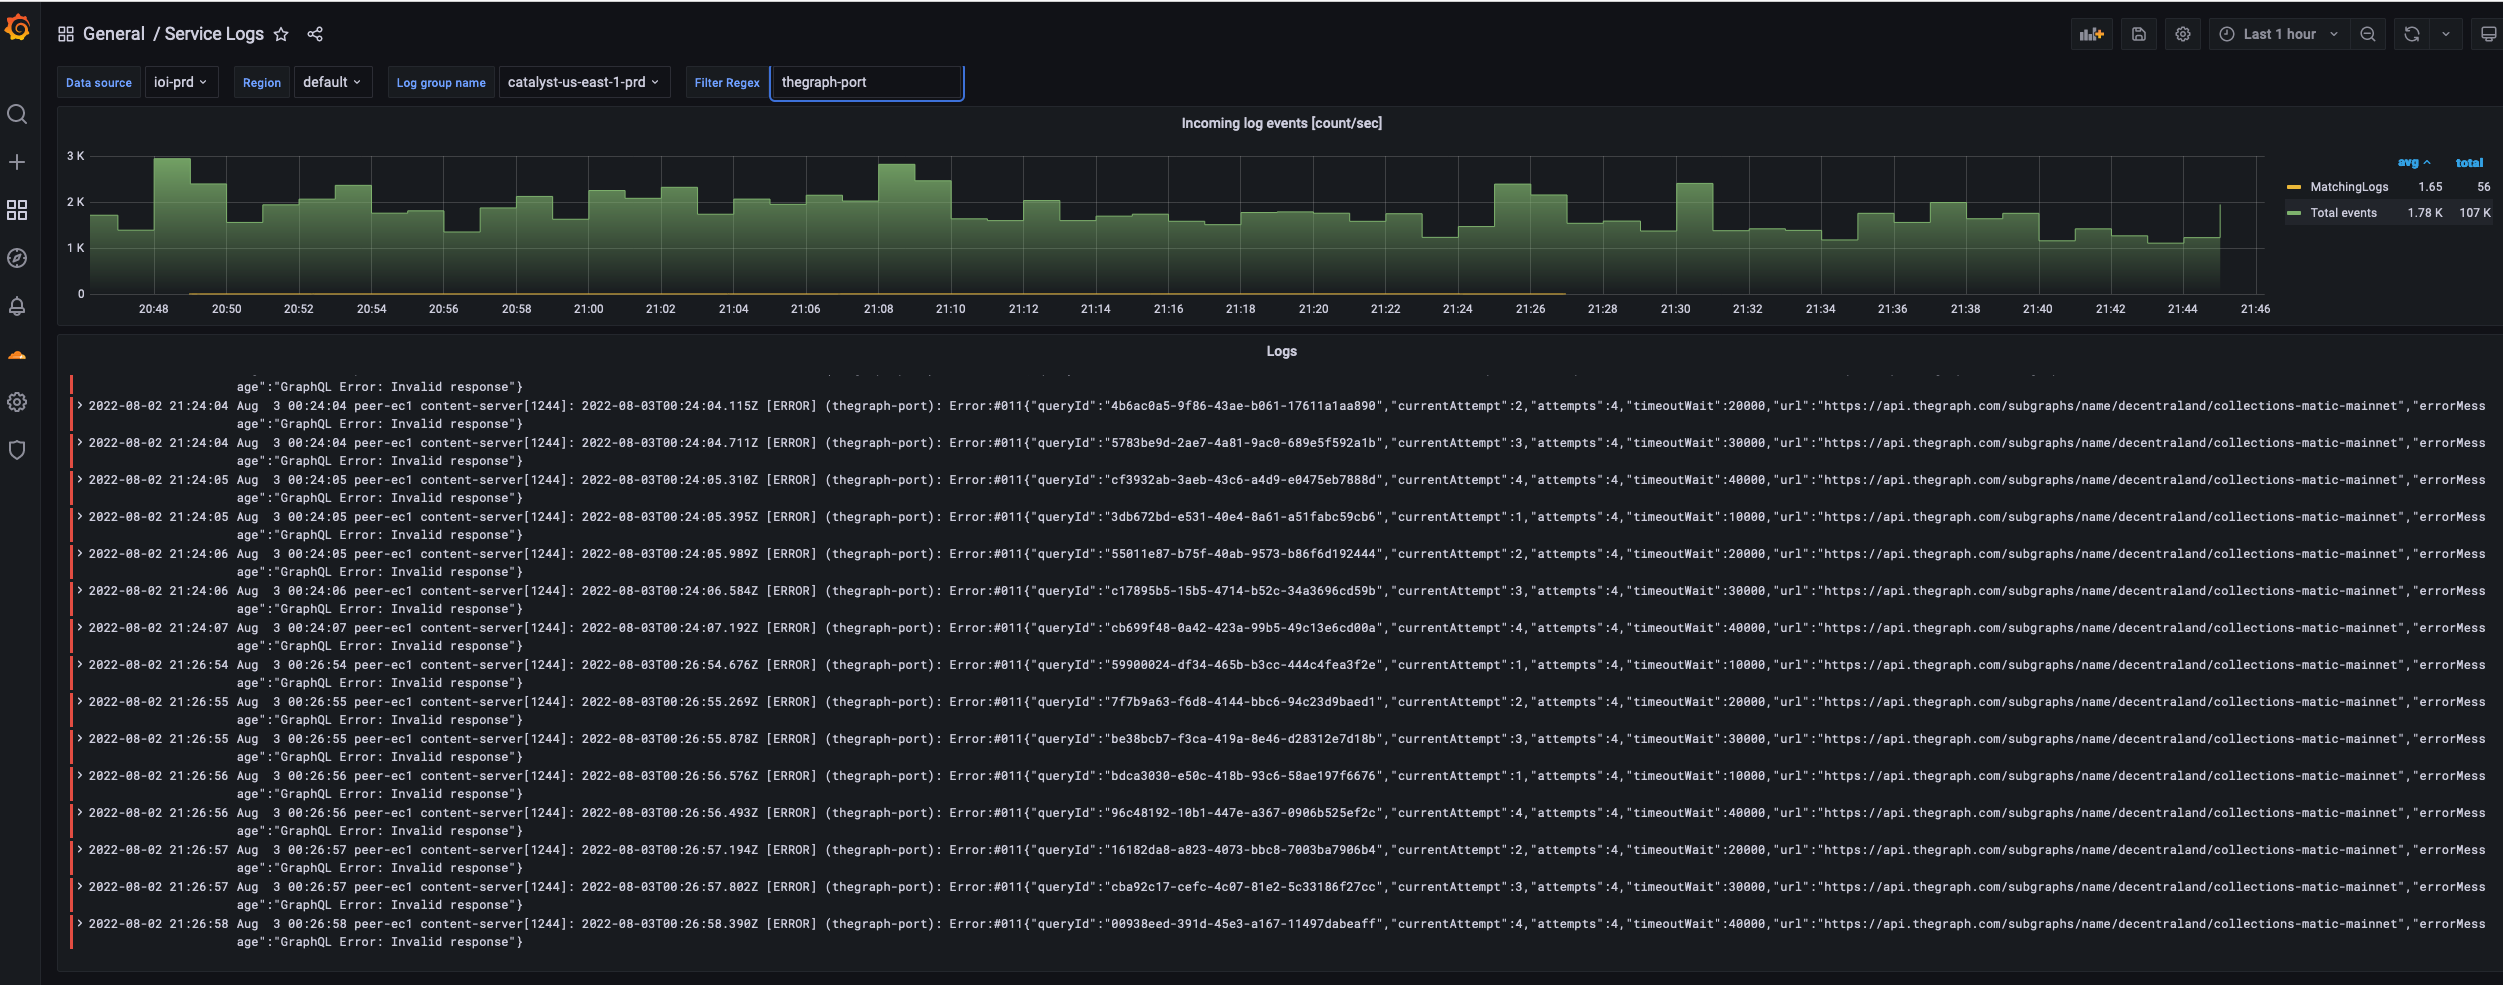 General / Service Logs
Last 1 hour
Data source ioi-prd Region default Log group name catalyst-us-east-1-prd Filter Regex thegraph-port
Incoming log events [count/sec]
3 K
2 K
1 K
0
20:48 20:50 20:52 20:54 20:56 20:58 21:00 21:02 21:04 21:06 21:08 21:10 21:12 21:14 21:16 21:18 21:20 21:22 21:24 21:26 21:28 21:30 21:32 21:34 21:36 21:38 21:40 21:42 21:44 21:46
avg total
MatchingLogs 1.65 56
Total events 1.78 K 107 K
Logs
age":"GraphQL Error: Invalid response"}
2022-08-02 21:24:04 Aug  3 00:24:04 peer-ec1 content-server[1244]: 2022-08-03T00:24:04.115Z [ERROR] (thegraph-port): Error:#011{"queryId":"4b6ac0a5-9f86-43ae-b061-17611a1aa890","currentAttempt":2,"attempts":4,"timeoutWait":20000,"url":"https://api.thegraph.com/subgraphs/name/decentraland/collections-matic-mainnet","errorMess
age":"GraphQL Error: Invalid response"}
2022-08-02 21:24:04 Aug  3 00:24:04 peer-ec1 content-server[1244]: 2022-08-03T00:24:04.711Z [ERROR] (thegraph-port): Error:#011{"queryId":"5783be9d-2ae7-4a81-9ac0-689e5f592a1b","currentAttempt":3,"attempts":4,"timeoutWait":30000,"url":"https://api.thegraph.com/subgraphs/name/decentraland/collections-matic-mainnet","errorMess
age":"GraphQL Error: Invalid response"}
2022-08-02 21:24:05 Aug  3 00:24:05 peer-ec1 content-server[1244]: 2022-08-03T00:24:05.310Z [ERROR] (thegraph-port): Error:#011{"queryId":"cf3932ab-3aeb-43c6-a4d9-e0475eb7888d","currentAttempt":4,"attempts":4,"timeoutWait":40000,"url":"https://api.thegraph.com/subgraphs/name/decentraland/collections-matic-mainnet","errorMess
age":"GraphQL Error: Invalid response"}
2022-08-02 21:24:05 Aug  3 00:24:05 peer-ec1 content-server[1244]: 2022-08-03T00:24:05.395Z [ERROR] (thegraph-port): Error:#011{"queryId":"3db672bd-e531-40e4-8a61-a51fabc59cb6","currentAttempt":1,"attempts":4,"timeoutWait":10000,"url":"https://api.thegraph.com/subgraphs/name/decentraland/collections-matic-mainnet","errorMess
age":"GraphQL Error: Invalid response"}
2022-08-02 21:24:06 Aug  3 00:24:05 peer-ec1 content-server[1244]: 2022-08-03T00:24:05.989Z [ERROR] (thegraph-port): Error:#011{"queryId":"55011e87-b75f-40ab-9573-b86f6d192444","currentAttempt":2,"attempts":4,"timeoutWait":20000,"url":"https://api.thegraph.com/subgraphs/name/decentraland/collections-matic-mainnet","errorMess
age":"GraphQL Error: Invalid response"}
2022-08-02 21:24:06 Aug  3 00:24:06 peer-ec1 content-server[1244]: 2022-08-03T00:24:06.584Z [ERROR] (thegraph-port): Error:#011{"queryId":"c17895b5-15b5-4714-b52c-34a3696cd59b","currentAttempt":3,"attempts":4,"timeoutWait":30000,"url":"https://api.thegraph.com/subgraphs/name/decentraland/collections-matic-mainnet","errorMess
age":"GraphQL Error: Invalid response"}
2022-08-02 21:24:07 Aug  3 00:24:07 peer-ec1 content-server[1244]: 2022-08-03T00:24:07.192Z [ERROR] (thegraph-port): Error:#011{"queryId":"cb699f48-0a42-423a-99b5-49c13e6cd00a","currentAttempt":4,"attempts":4,"timeoutWait":40000,"url":"https://api.thegraph.com/subgraphs/name/decentraland/collections-matic-mainnet","errorMess
age":"GraphQL Error: Invalid response"}
2022-08-02 21:26:54 Aug  3 00:26:54 peer-ec1 content-server[1244]: 2022-08-03T00:26:54.676Z [ERROR] (thegraph-port): Error:#011{"queryId":"59900024-df34-465b-b3cc-444c4fea3f2e","currentAttempt":1,"attempts":4,"timeoutWait":10000,"url":"https://api.thegraph.com/subgraphs/name/decentraland/collections-matic-mainnet","errorMess
age":"GraphQL Error: Invalid response"}
2022-08-02 21:26:55 Aug  3 00:26:55 peer-ec1 content-server[1244]: 2022-08-03T00:26:55.269Z [ERROR] (thegraph-port): Error:#011{"queryId":"7f7b9a63-f6d8-4144-bbc6-94c23d9baed1","currentAttempt":2,"attempts":4,"timeoutWait":20000,"url":"https://api.thegraph.com/subgraphs/name/decentraland/collections-matic-mainnet","errorMess
age":"GraphQL Error: Invalid response"}
2022-08-02 21:26:55 Aug  3 00:26:55 peer-ec1 content-server[1244]: 2022-08-03T00:26:55.878Z [ERROR] (thegraph-port): Error:#011{"queryId":"be38bcb7-f3ca-419a-8e46-d28312e7d18b","currentAttempt":3,"attempts":4,"timeoutWait":30000,"url":"https://api.thegraph.com/subgraphs/name/decentraland/collections-matic-mainnet","errorMess
age":"GraphQL Error: Invalid response"}
2022-08-02 21:26:56 Aug  3 00:26:56 peer-ec1 content-server[1244]: 2022-08-03T00:26:56.576Z [ERROR] (thegraph-port): Error:#011{"queryId":"bdca3030-e50c-418b-93c6-58ae197f6676","currentAttempt":1,"attempts":4,"timeoutWait":10000,"url":"https://api.thegraph.com/subgraphs/name/decentraland/collections-matic-mainnet","errorMess
age":"GraphQL Error: Invalid response"}
2022-08-02 21:26:56 Aug  3 00:26:56 peer-ec1 content-server[1244]: 2022-08-03T00:26:56.493Z [ERROR] (thegraph-port): Error:#011{"queryId":"96c48192-10b1-447e-a367-0906b525ef2c","currentAttempt":4,"attempts":4,"timeoutWait":40000,"url":"https://api.thegraph.com/subgraphs/name/decentraland/collections-matic-mainnet","errorMess
age":"GraphQL Error: Invalid response"}
2022-08-02 21:26:57 Aug  3 00:26:57 peer-ec1 content-server[1244]: 2022-08-03T00:26:57.194Z [ERROR] (thegraph-port): Error:#011{"queryId":"16182da8-a823-4073-bbc8-7003ba7906b4","currentAttempt":2,"attempts":4,"timeoutWait":20000,"url":"https://api.thegraph.com/subgraphs/name/decentraland/collections-matic-mainnet","errorMess
age":"GraphQL Error: Invalid response"}
2022-08-02 21:26:57 Aug  3 00:26:57 peer-ec1 content-server[1244]: 2022-08-03T00:26:57.802Z [ERROR] (thegraph-port): Error:#011{"queryId":"cba92c17-cefc-4c07-81e2-5c33186f27cc","currentAttempt":3,"attempts":4,"timeoutWait":30000,"url":"https://api.thegraph.com/subgraphs/name/decentraland/collections-matic-mainnet","errorMess
age":"GraphQL Error: Invalid response"}
2022-08-02 21:26:58 Aug  3 00:26:58 peer-ec1 content-server[1244]: 2022-08-03T00:26:58.390Z [ERROR] (thegraph-port): Error:#011{"queryId":"00938eed-391d-45e3-a167-11497dabeaff","currentAttempt":4,"attempts":4,"timeoutWait":40000,"url":"https://api.thegraph.com/subgraphs/name/decentraland/collections-matic-mainnet","errorMess
age":"GraphQL Error: Invalid response"}